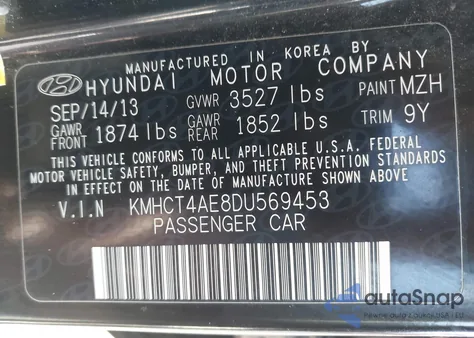 MANUFACTURED IN KOREA BY
HYUNDAI MOTOR COMPANY
SEP/14/13 GVWR 3527 lbs PAINT MZH
GAWR FRONT 1874 lbs GAWR REAR 1852 lbs TRIM 9Y
THIS VEHICLE CONFORMS TO ALL APPLICABLE U.S.A. FEDERAL
MOTOR VEHICLE SAFETY, BUMPER, AND THEFT PREVENTION STANDARDS
IN EFFECT ON THE DATE OF MANUFACTURE SHOWN ABOVE
V.I.N KMHCT4AE8DU569453
PASSENGER CAR
autoSnap